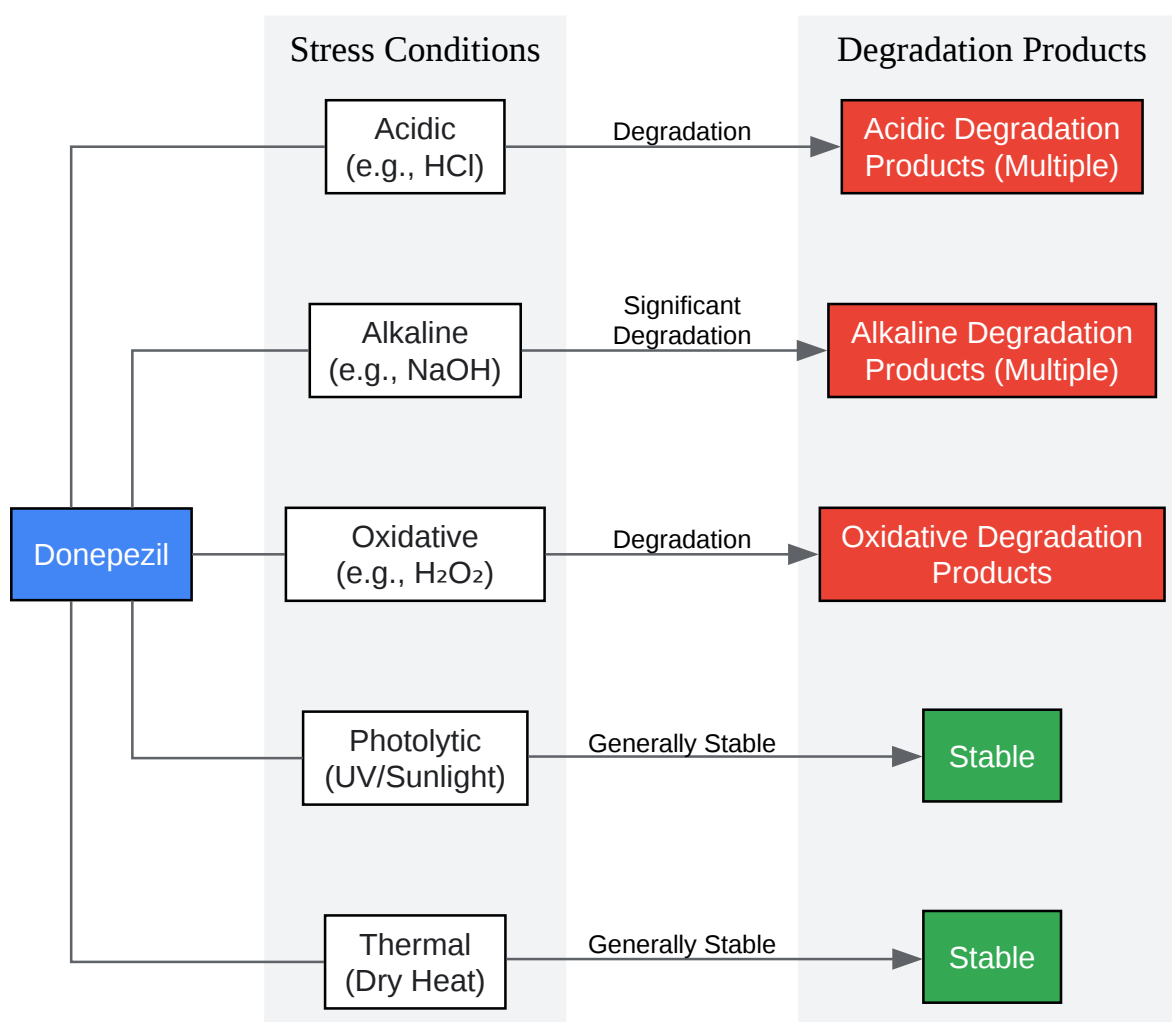 Stress Conditions
Degradation Products
Acidic
(e.g., HCl)
Degradation
Acidic Degradation
Products (Multiple)
Alkaline
(e.g., NaOH)
Significant
Degradation
Alkaline Degradation
Products (Multiple)
Donepezil
Oxidative
(e.g., H₂O₂)
Degradation
Oxidative Degradation
Products
Photolytic
(UV/Sunlight)
Generally Stable
Stable
Thermal
(Dry Heat)
Generally Stable
Stable